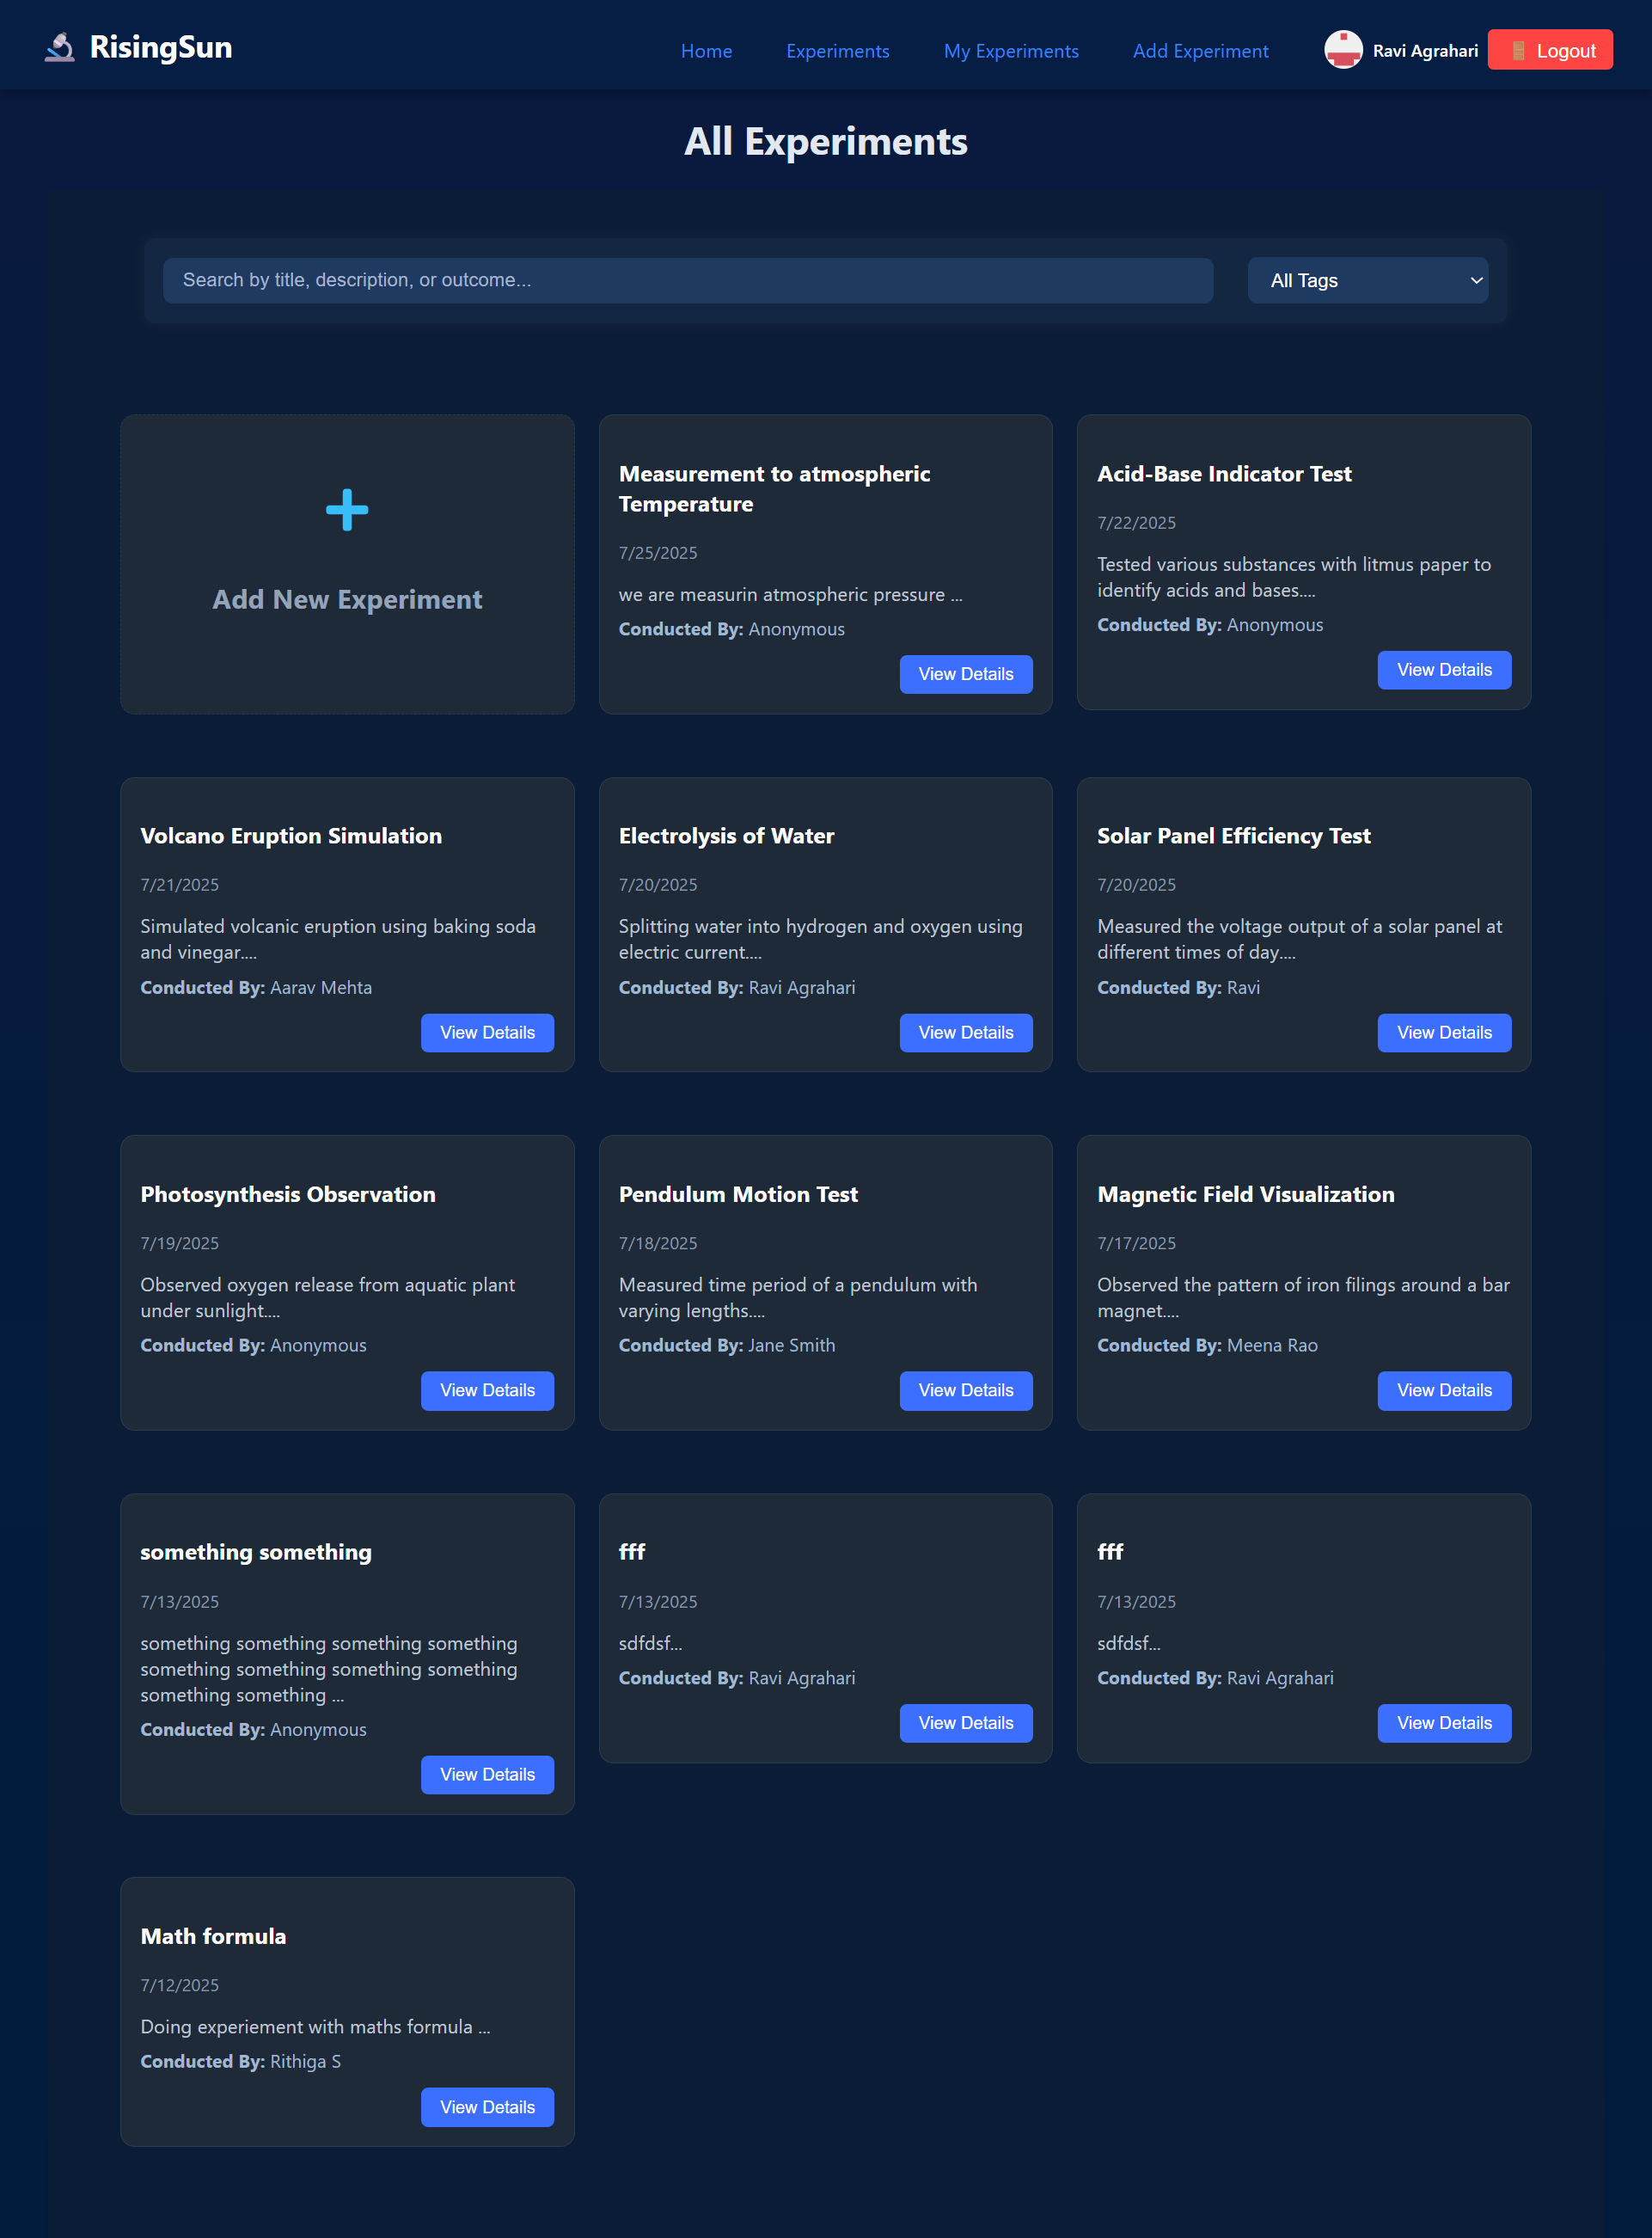 RisingSun
Home
Experiments
My Experiments
Add Experiment
Ravi Agrahari
Logout
All Experiments
Search by title, description, or outcome...
All Tags
Add New Experiment
Measurement to atmospheric
Temperature
7/25/2025
we are measurin atmospheric pressure ...
Conducted By: Anonymous
View Details
Acid-Base Indicator Test
7/22/2025
Tested various substances with litmus paper to
identify acids and bases....
Conducted By: Anonymous
View Details
Volcano Eruption Simulation
7/21/2025
Simulated volcanic eruption using baking soda
and vinegar....
Conducted By: Aarav Mehta
View Details
Electrolysis of Water
7/20/2025
Splitting water into hydrogen and oxygen using
electric current....
Conducted By: Ravi Agrahari
View Details
Solar Panel Efficiency Test
7/20/2025
Measured the voltage output of a solar panel at
different times of day....
Conducted By: Ravi
View Details
Photosynthesis Observation
7/19/2025
Observed oxygen release from aquatic plant
under sunlight....
Conducted By: Anonymous
View Details
Pendulum Motion Test
7/18/2025
Measured time period of a pendulum with
varying lengths....
Conducted By: Jane Smith
View Details
Magnetic Field Visualization
7/17/2025
Observed the pattern of iron filings around a bar
magnet....
Conducted By: Meena Rao
View Details
something something
7/13/2025
something something something something
something something something something
something something ...
Conducted By: Anonymous
View Details
fff
7/13/2025
sdfdsf...
Conducted By: Ravi Agrahari
View Details
fff
7/13/2025
sdfdsf...
Conducted By: Ravi Agrahari
View Details
Math formula
7/12/2025
Doing experiement with maths formula ...
Conducted By: Rithiga S
View Details